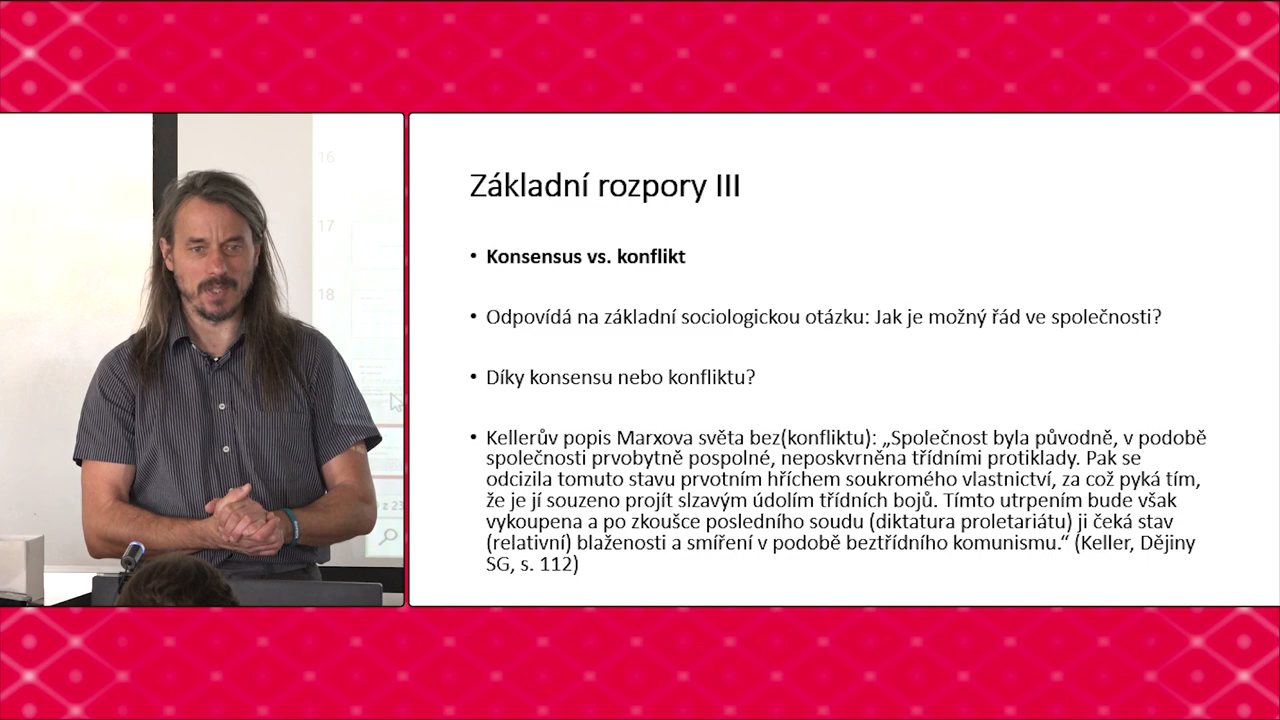 16
17
18
z 23
Základní rozpory III
• Konsensus vs. konflikt
• Odpovídá na základní sociologickou otázku: Jak je možný řád ve společnosti?
• Díky konsensu nebo konfliktu?
• Kellerův popis Marxova světa bez(konfliktu): „Společnost byla původně, v podobě
společnosti prvobytně pospolné, neposkvrněna třídními protiklady. Pak se
odcizila tomuto stavu prvotním hříchem soukromého vlastnictví, za což pyká tím,
že je jí souzeno projít slzavým údolím třídních bojů. Tímto utrpením bude však
vykoupena a po zkoušce posledního soudu (diktatura proletariátu) ji čeká stav
(relativní) blaženosti a smíření v podobě beztřídního komunismu.“ (Keller, Dějiny
SG, s. 112)